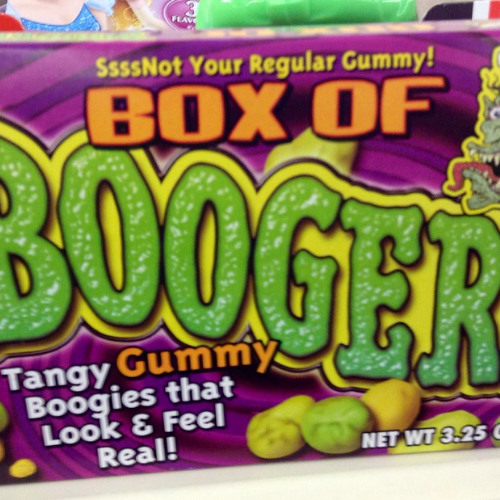 SsssNot Your Regular Gummy!
BOX OF
BOOGER
Tangy Gummy
Boogies that
Look & Feel
Real!
NET WT 3.25